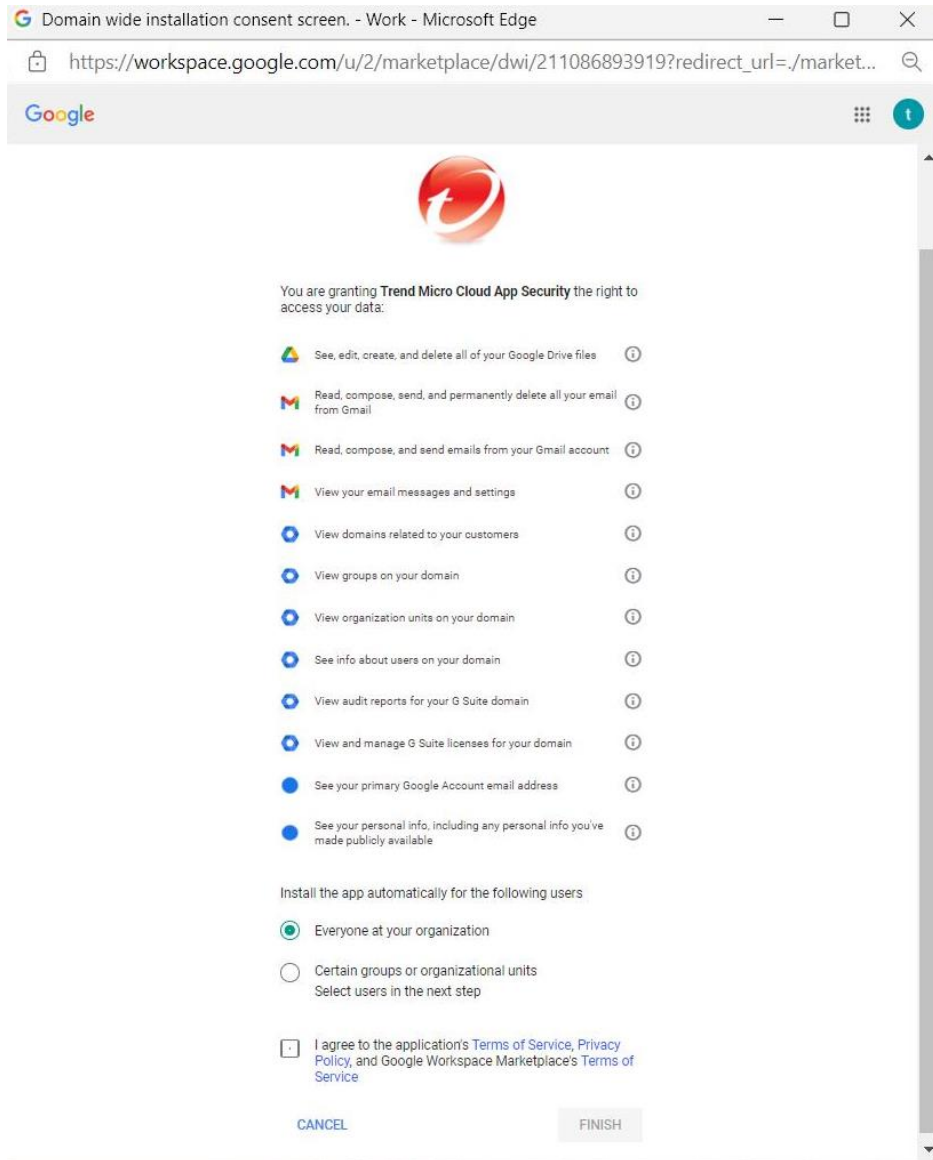 Domain wide installation consent screen. - Work - Microsoft Edge
https://workspace.google.com/u/2/marketplace/dwi/211086893919?redirect_url=./market...
Google
t
You are granting Trend Micro Cloud App Security the right to
access your data:
See, edit, create, and delete all of your Google Drive files
Read, compose, send, and permanently delete all your email
from Gmail
Read, compose, and send emails from your Gmail account
View your email messages and settings
View domains related to your customers
View groups on your domain
View organization units on your domain
See info about users on your domain
View audit reports for your G Suite domain
View and manage G Suite licenses for your domain
See your primary Google Account email address
See your personal info, including any personal info you've
made publicly available
Install the app automatically for the following users
Everyone at your organization
Certain groups or organizational units
Select users in the next step
I agree to the application's Terms of Service, Privacy
Policy, and Google Workspace Marketplace's Terms of
Service
CANCEL FINISH